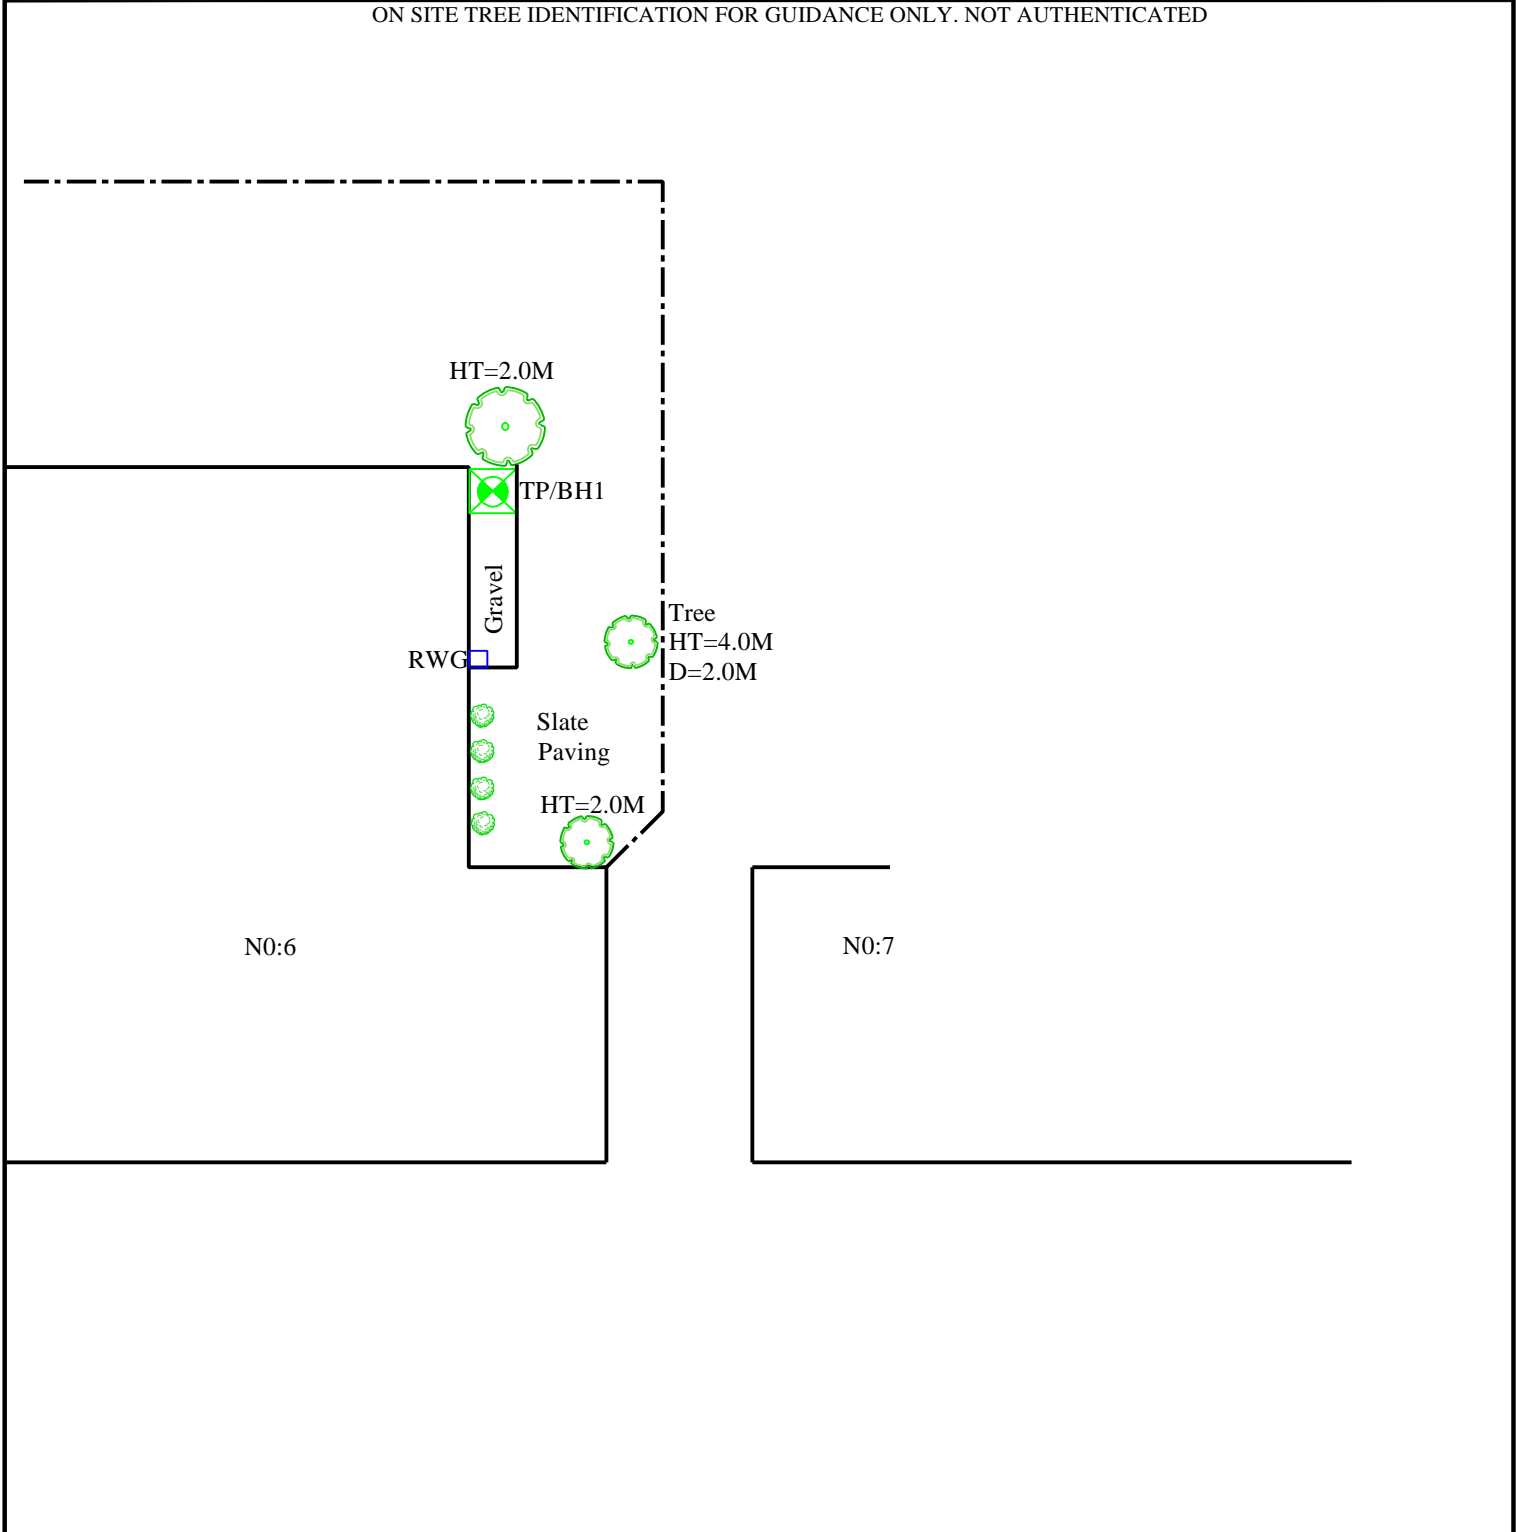 ON SITE TREE IDENTIFICATION FOR GUIDANCE ONLY. NOT AUTHENTICATED
HT=2.0M
TP/BH1
Gravel
Tree
HT=4.0M
D=2.0M
RWG
Slate
Paving
HT=2.0M
N0:6
N0:7